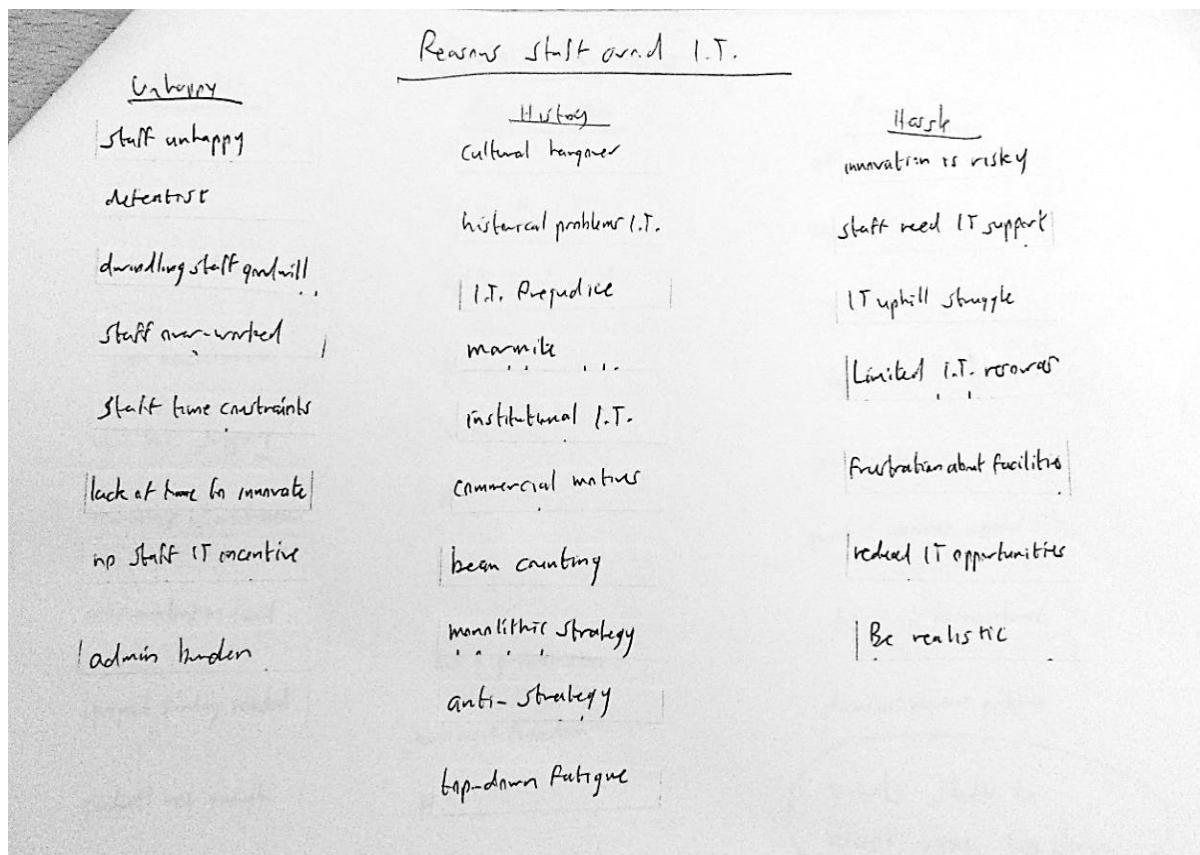 Reasons staff avoid I.T.
Unhappy
staff unhappy
defeatist
dwindling staff goodwill
staff over-worked
staff time constraints
lack of time to innovate
no staff IT incentive
admin burden
History
cultural hangover
historical problems I.T.
I.T. Prejudice
marmite
institutional I.T.
commercial motives
bean counting
monolithic strategy
anti-strategy
top-down fatigue
Hassle
innovation is risky
staff need IT support
IT uphill struggle
Limited I.T. resources
frustration about facilities
reduced IT opportunities
Be realistic